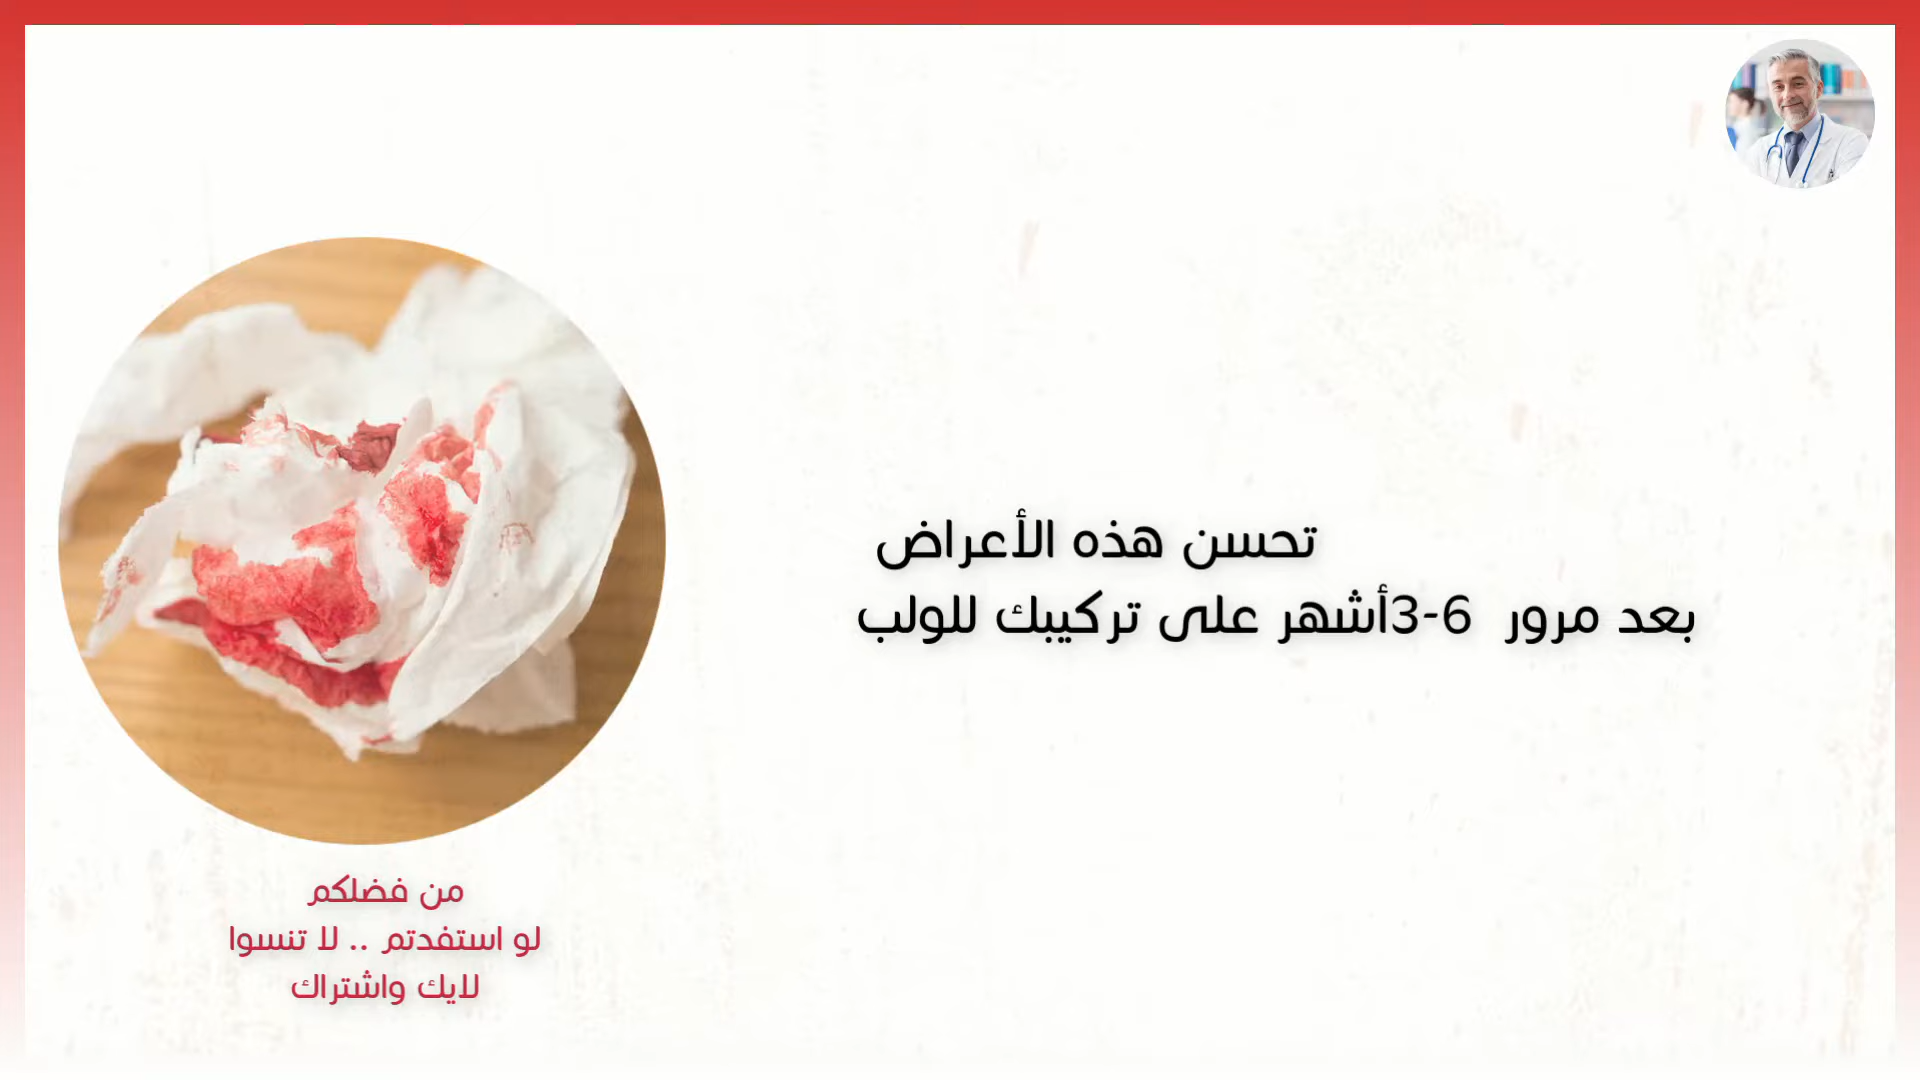 تحسن هذه الأعراض
بعد مرور 6-3أشهر على تركيبك للولب
من فضلكم
لو استفدتم .. لا تنسوا
لايك واشتراك